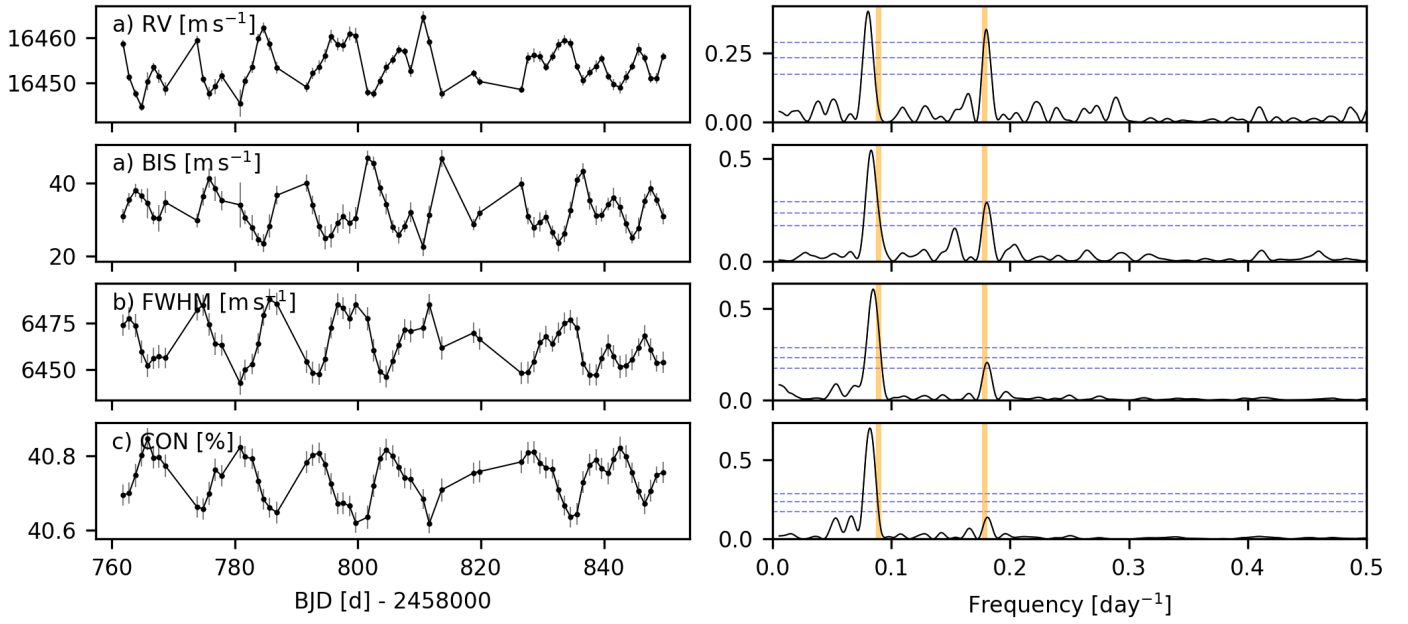 a) RV [m s⁻¹]
16460
16450
0.25
0.00
a) BIS [m s⁻¹]
40
20
0.5
0.0
b) FWHM [m s⁻¹]
6475
6450
0.5
0.0
c) CON [%]
40.8
40.6
0.5
0.0
760 780 800 820 840
BJD [d] - 2458000
0.0 0.1 0.2 0.3 0.4 0.5
Frequency [day⁻¹]